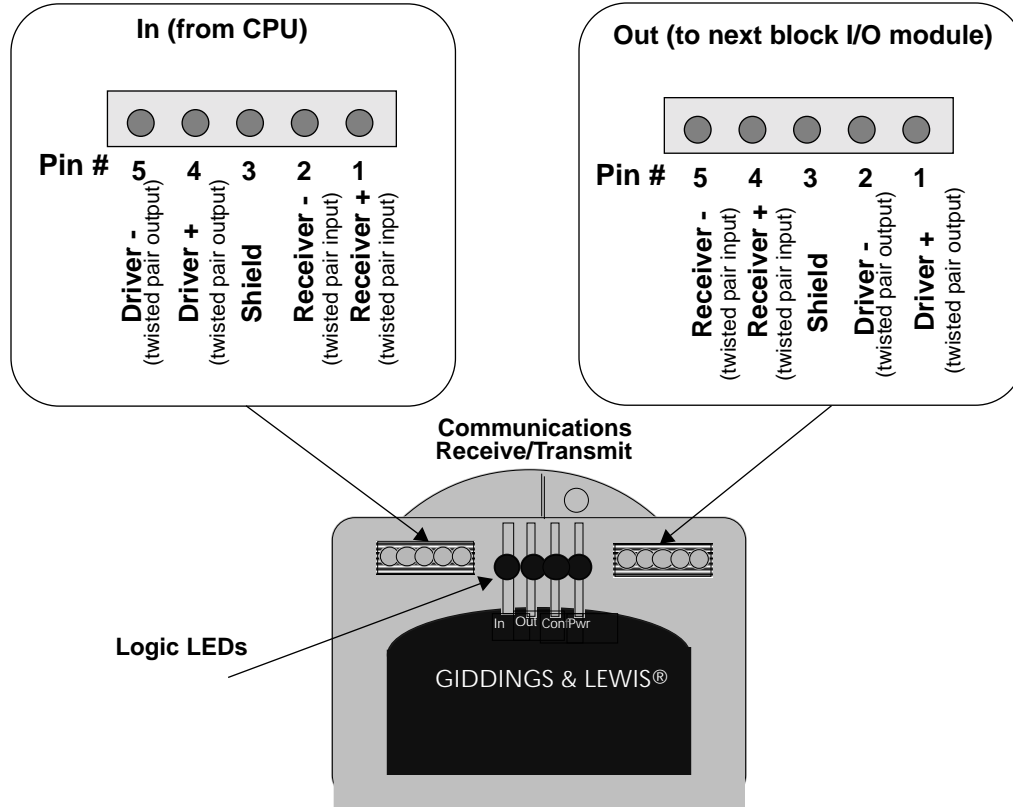 In (from CPU)
Pin #
5 4 3 2 1
Driver -
(twisted pair output)
Driver +
(twisted pair output)
Shield
Receiver -
(twisted pair input)
Receiver +
(twisted pair input)
Out (to next block I/O module)
Pin #
5 4 3 2 1
Receiver -
(twisted pair input)
Receiver +
(twisted pair input)
Shield
Driver -
(twisted pair output)
Driver +
(twisted pair output)
Communications
Receive/Transmit
In Out Conf Pwr
Logic LEDs
GIDDINGS & LEWIS®